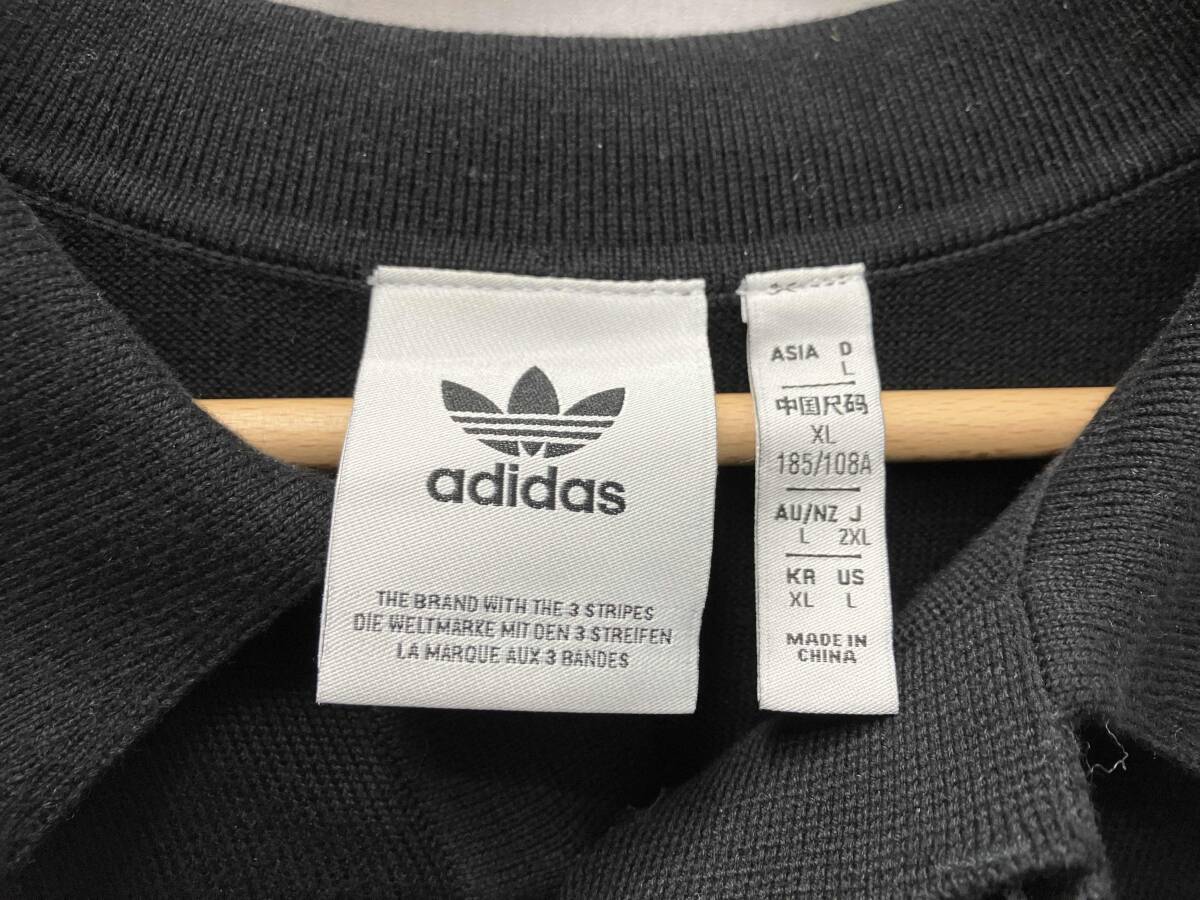 adidas
THE BRAND WITH THE 3 STRIPES
DIE WELTMARKE MIT DEN 3 STREIFEN
LA MARQUE AUX 3 BANDES
ASIA D
L
中国尺码
XL
185/108A
AU/NZ J
L 2XL
KR US
XL L
MADE IN
CHINA